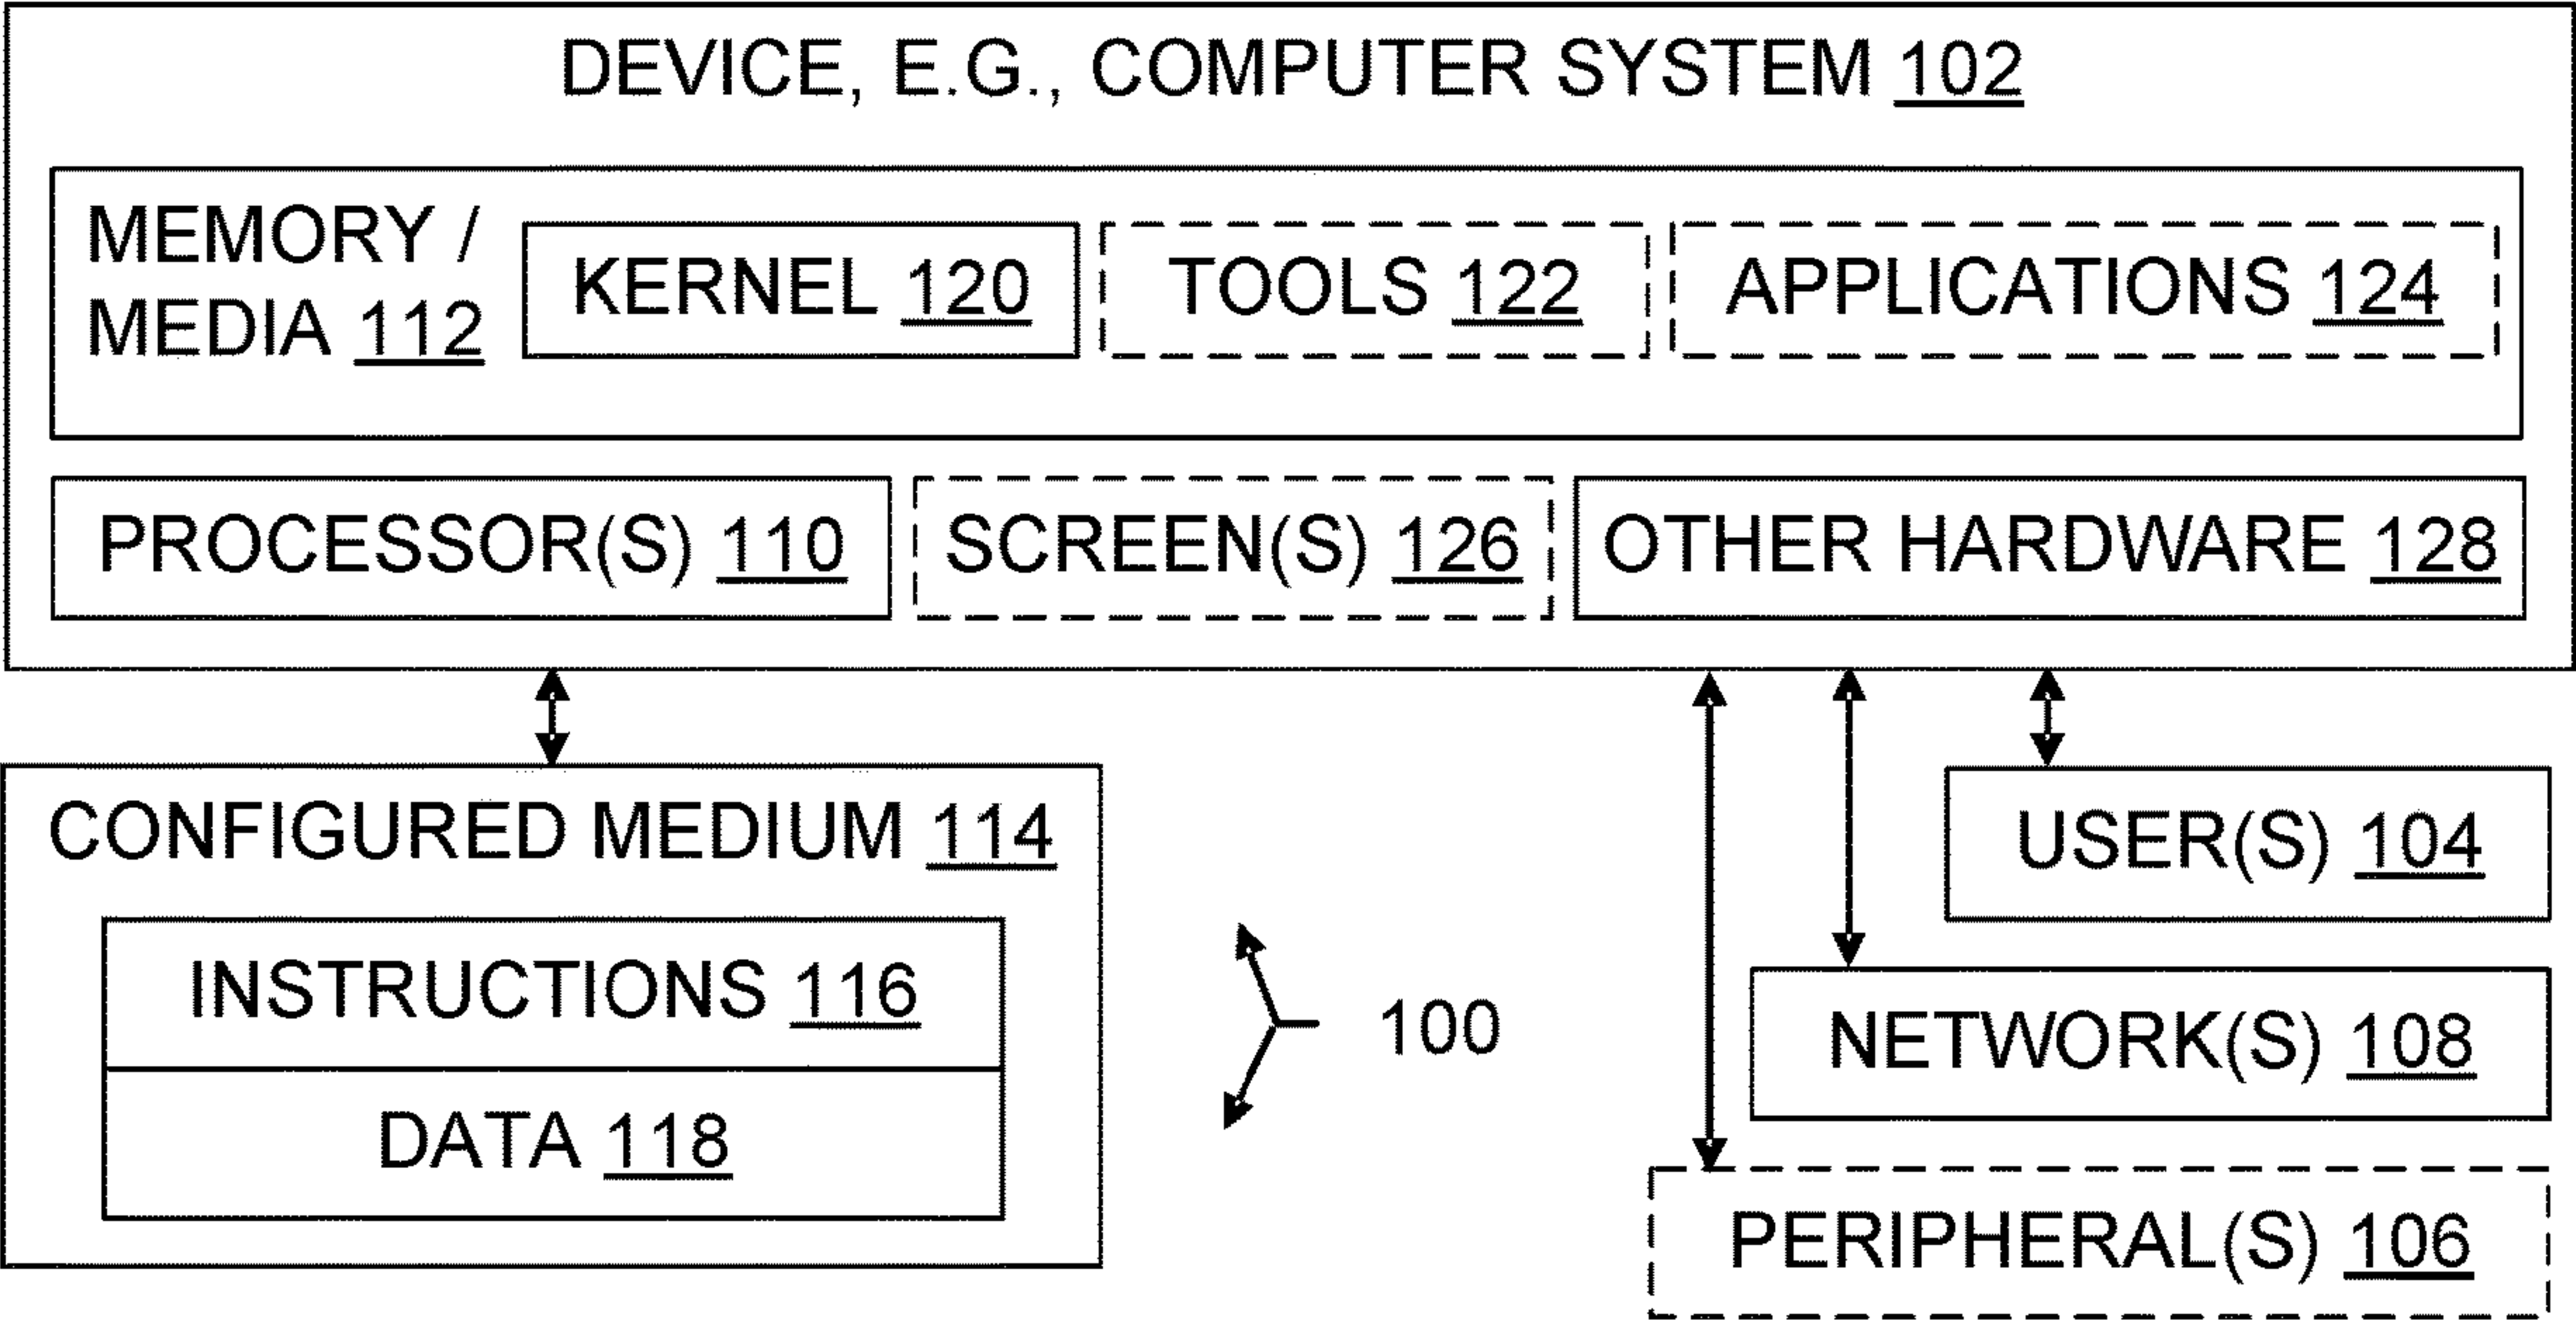 DEVICE, E.G., COMPUTER SYSTEM 102
MEMORY /
MEDIA 112
KERNEL 120
TOOLS 122
APPLICATIONS 124
PROCESSOR(S) 110
SCREEN(S) 126
OTHER HARDWARE 128
CONFIGURED MEDIUM 114
INSTRUCTIONS 116
DATA 118
100
USER(S) 104
NETWORK(S) 108
PERIPHERAL(S) 106